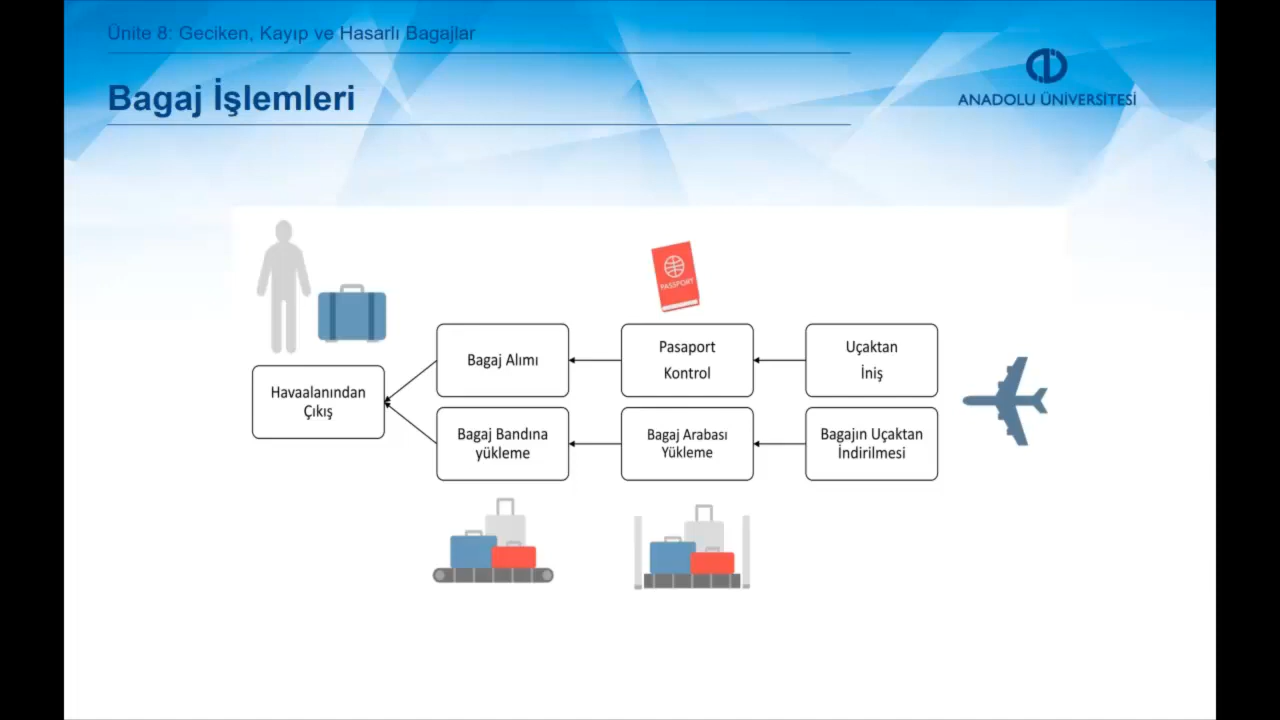 Ünite 8: Geciken, Kayıp ve Hasarlı Bagajlar
Bagaj İşlemleri
ANADOLU ÜNİVERSİTESİ
PASSPORT
Bagaj Alımı
Pasaport
Kontrol
Uçaktan
İniş
Havaalanından
Çıkış
Bagaj Bandına
yükleme
Bagaj Arabası
Yükleme
Bagajın Uçaktan
İndirilmesi